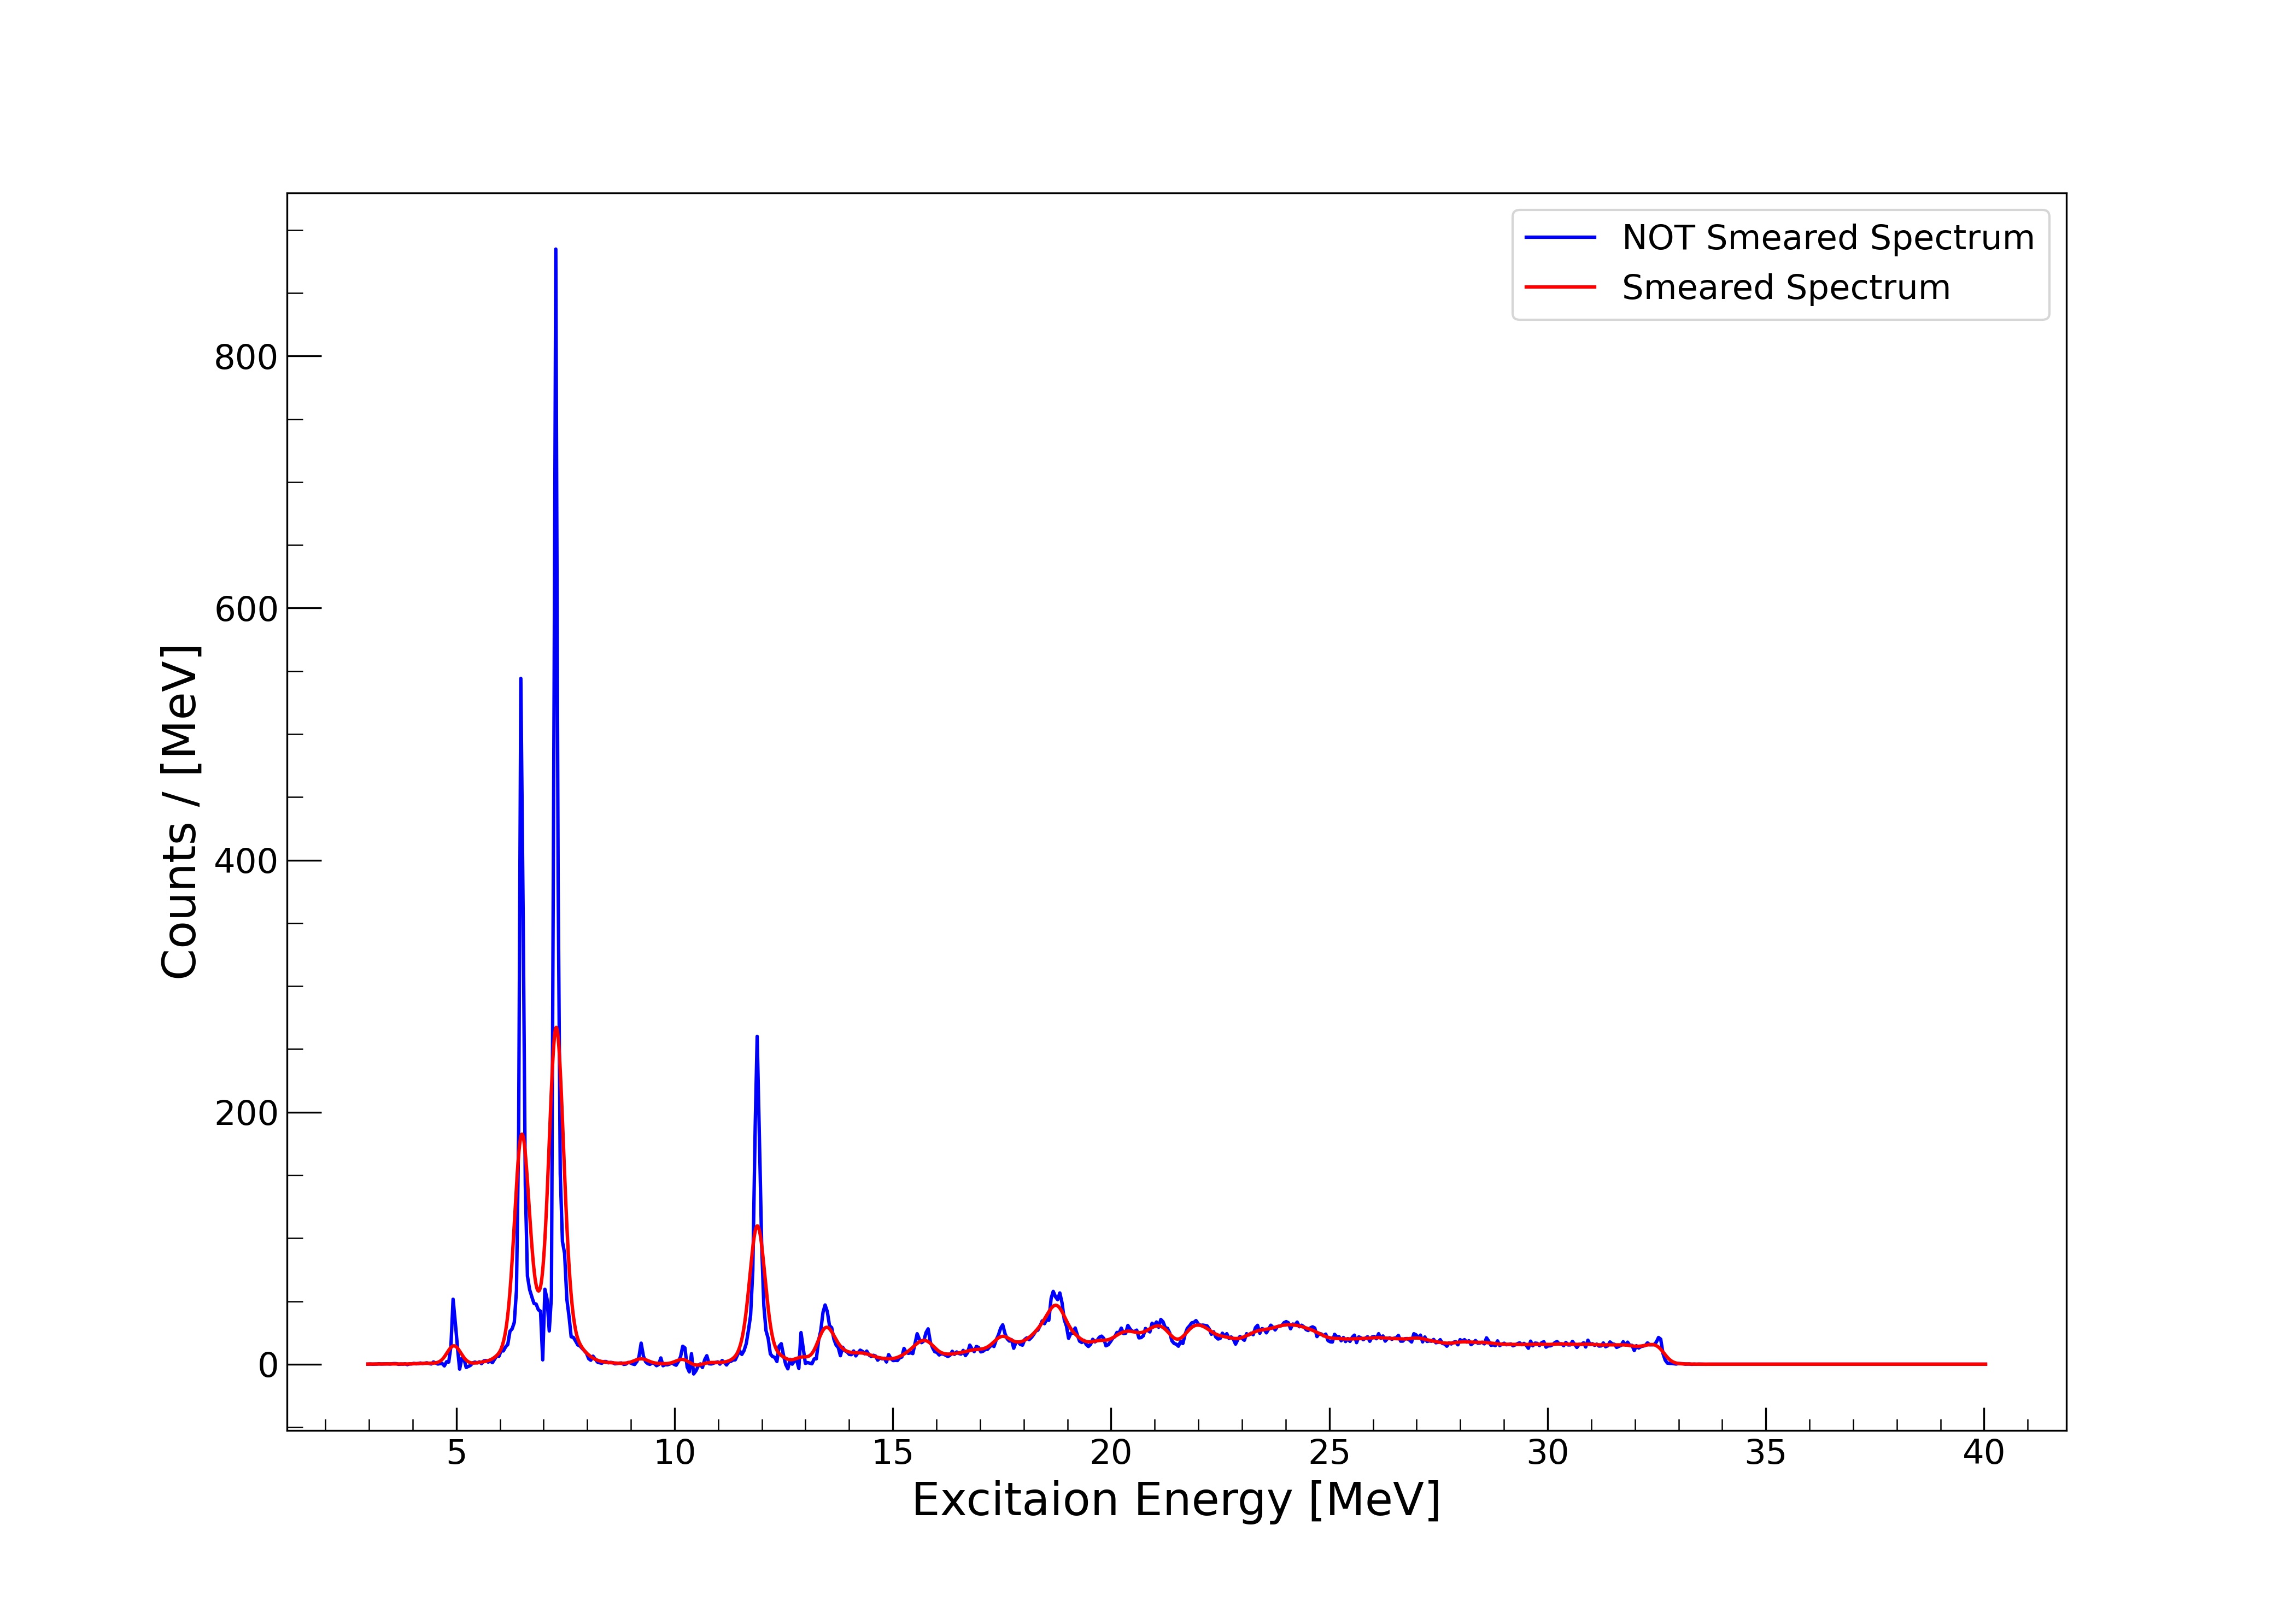 NOT Smeared Spectrum
Smeared Spectrum
800
600
400
200
0
Counts / [MeV]
5 10 15 20 25 30 35 40
Excitaion Energy [MeV]